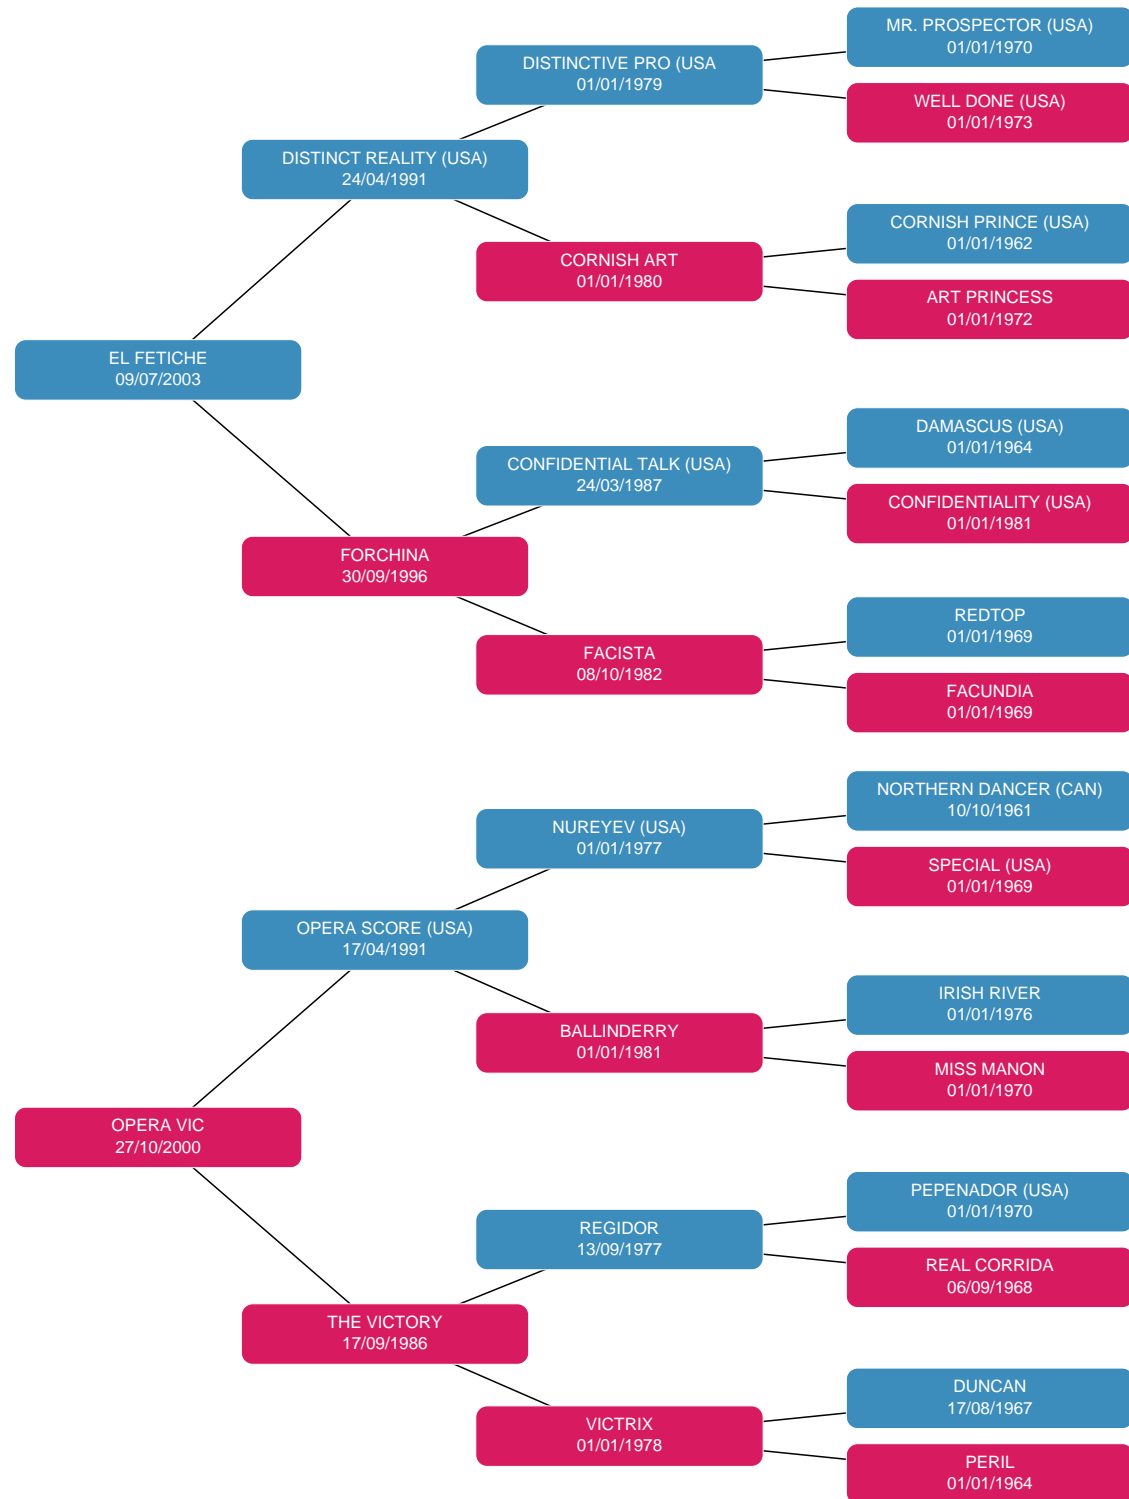 MR. PROSPECTOR (USA)
01/01/1970
DISTINCTIVE PRO (USA
01/01/1979
WELL DONE (USA)
01/01/1973
DISTINCT REALITY (USA)
24/04/1991
CORNISH PRINCE (USA)
01/01/1962
CORNISH ART
01/01/1980
ART PRINCESS
01/01/1972
EL FETICHE
09/07/2003
DAMASCUS (USA)
01/01/1964
CONFIDENTIAL TALK (USA)
24/03/1987
CONFIDENTIALITY (USA)
01/01/1981
FORCHINA
30/09/1996
REDTOP
01/01/1969
FACISTA
08/10/1982
FACUNDIA
01/01/1969
NORTHERN DANCER (CAN)
10/10/1961
NUREYEV (USA)
01/01/1977
SPECIAL (USA)
01/01/1969
OPERA SCORE (USA)
17/04/1991
IRISH RIVER
01/01/1976
BALLINDERRY
01/01/1981
MISS MANON
01/01/1970
OPERA VIC
27/10/2000
PEPENADOR (USA)
01/01/1970
REGIDOR
13/09/1977
REAL CORRIDA
06/09/1968
THE VICTORY
17/09/1986
DUNCAN
17/08/1967
VICTRIX
01/01/1978
PERIL
01/01/1964